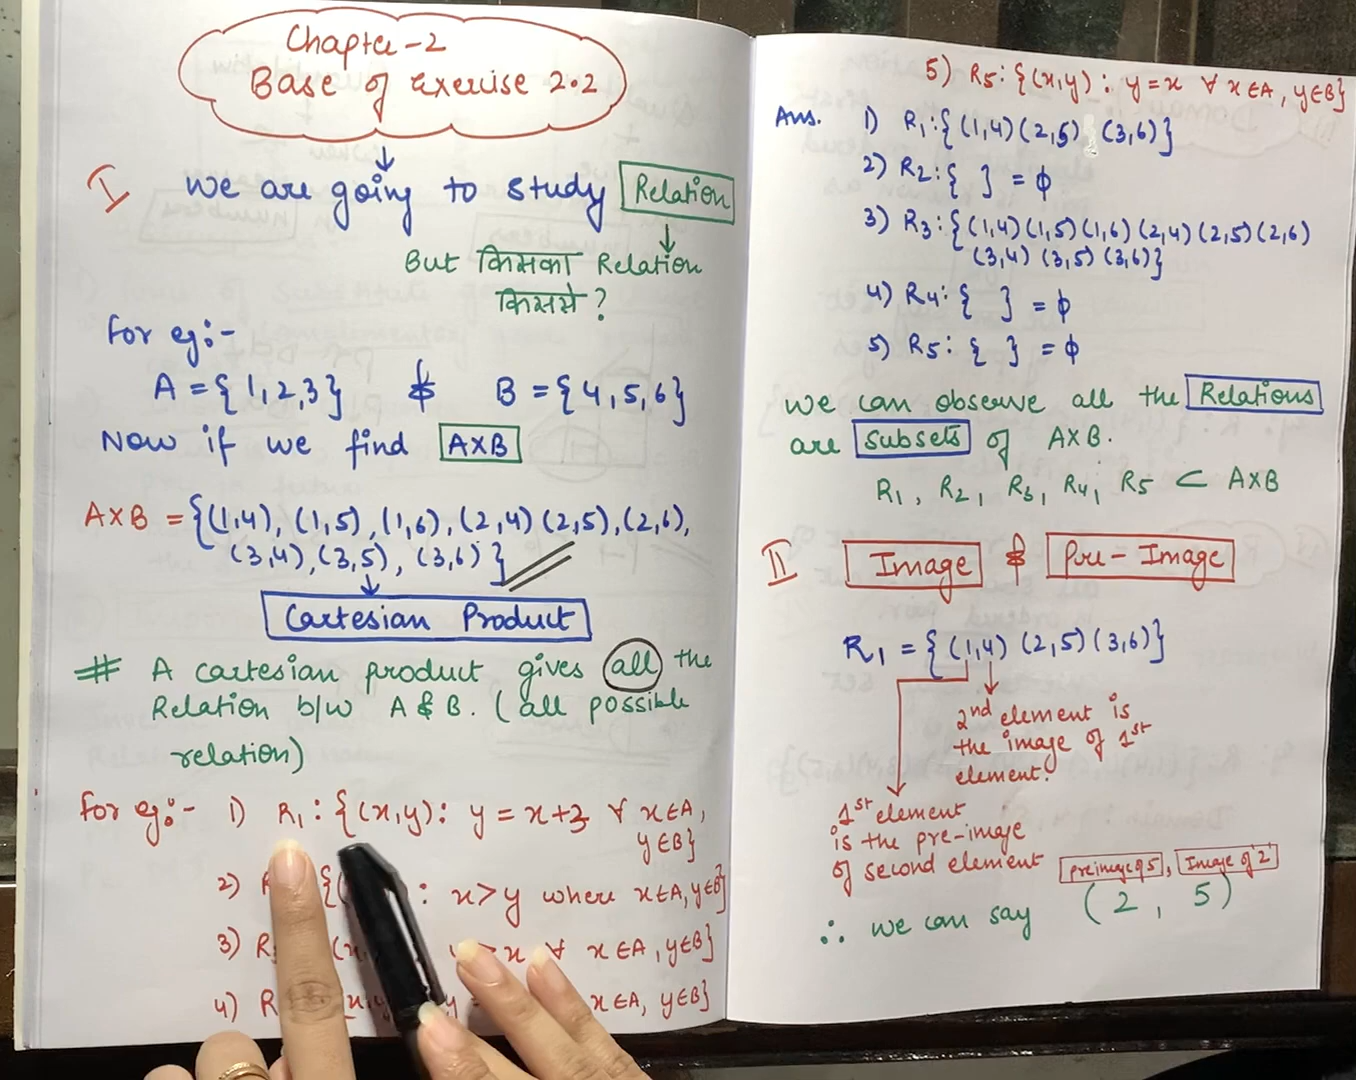 Chapter-2
Base of exercise 2.2
I we are going to study Relation
But किसका Relation
किससे ?
For eg:-
A = {1,2,3} & B = {4,5,6}
Now if we find AXB
AXB = {(1,4), (1,5), (1,6), (2,4) (2,5), (2,6),
(3,4), (3,5), (3,6)}
Cartesian Product
# A cartesian product gives all the
Relation b/w A & B. (all possible
relation)
For eg:- 1) R₁ : {(x,y) : y = x+3 ∀ x∈A,
y∈B}
2) R { : x>y where x∈A, y∈B}
3) R (x x ∀ x∈A, y∈B}
4) R x y x∈A, y∈B}
5) R5 : {(x,y) : y = x ∀ x∈A, y∈B}
Ans. 1) R₁ : {(1,4) (2,5) (3,6)}
2) R2 : { } = ϕ
3) R3 : {(1,4) (1,5) (1,6) (2,4) (2,5) (2,6)
(3,4) (3,5) (3,6)}
4) R4 : { } = ϕ
5) R5 : { } = ϕ
we can observe all the Relations
are subsets of AXB.
R₁, R2, R3, R4, R5 ⊂ AXB
II Image & Pre-Image
R₁ = {(1,4) (2,5) (3,6)}
2nd element is
the image of 1st
element.
1st element
is the pre-image
of second element
preimage of 5, Image of '2'
∴ we can say (2, 5)